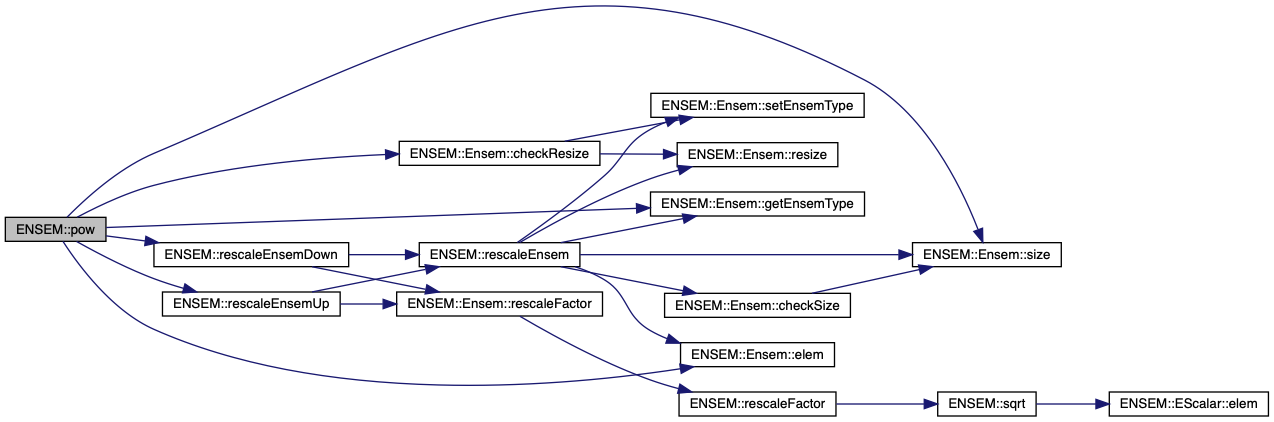 ENSEM::pow
ENSEM::Ensem::checkResize
ENSEM::rescaleEnsemDown
ENSEM::rescaleEnsemUp
ENSEM::rescaleEnsem
ENSEM::Ensem::rescaleFactor
ENSEM::Ensem::setEnsemType
ENSEM::Ensem::resize
ENSEM::Ensem::getEnsemType
ENSEM::Ensem::checkSize
ENSEM::Ensem::elem
ENSEM::rescaleFactor
ENSEM::Ensem::size
ENSEM::sqrt
ENSEM::EScalar::elem